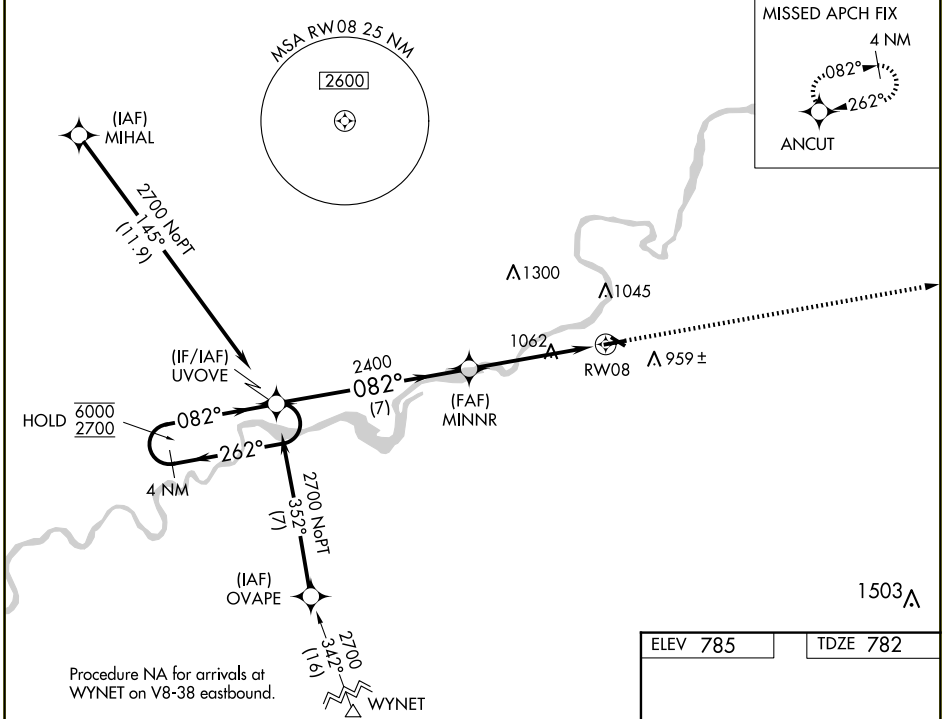 MISSED APCH FIX
4 NM
082°
262°
ANCUT
MSA RW08 25 NM
2600
(IAF)
MIHAL
2700 NoPT
145°
(11.9)
1300
1045
1062
RW08
959 ±
(IF/IAF)
UVOVE
2400
082°
(7)
(FAF)
MINNR
HOLD 6000
2700
082°
262°
4 NM
2700 NoPT
352°
(7)
(IAF)
OVAPE
2700
342°
(16)
WYNET
1503
Procedure NA for arrivals at
WYNET on V8-38 eastbound.
ELEV 785
TDZE 782